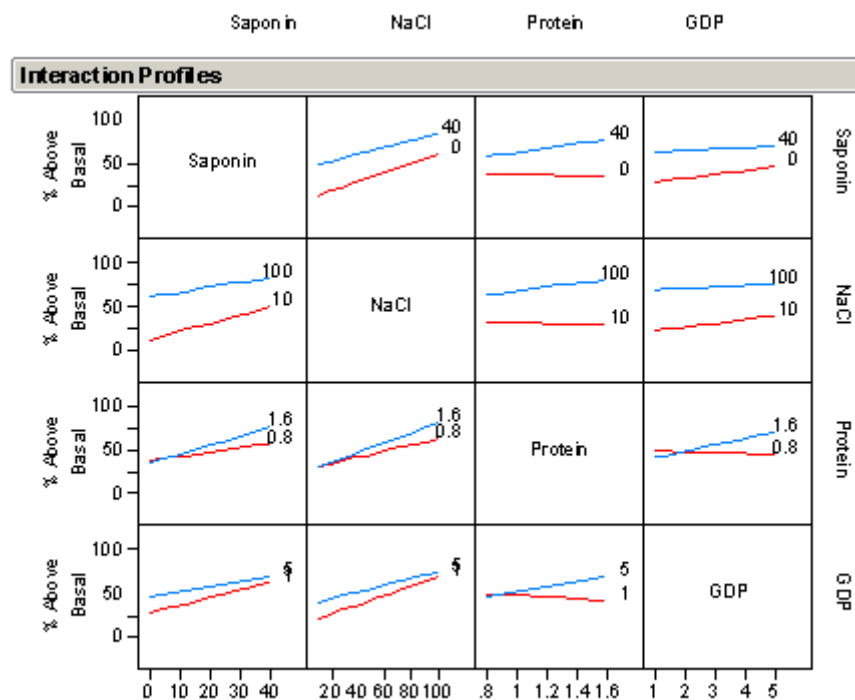 Saponin NaCl Protein GDP
Interaction Profiles
% Above Basal
100
50
0
Saponin
40
0
40
0
40
0
Saponin
% Above Basal
100
50
0
100
10
NaCl
100
10
100
10
NaCl
% Above Basal
100
50
0
1.6
0.8
1.6
0.8
Protein
1.6
0.8
Protein
% Above Basal
100
50
0
5
1
5
1
5
1
GDP
GDP
0 10 20 30 40
20 40 60 80 100
.8 1 1.2 1.4 1.6
1 2 3 4 5